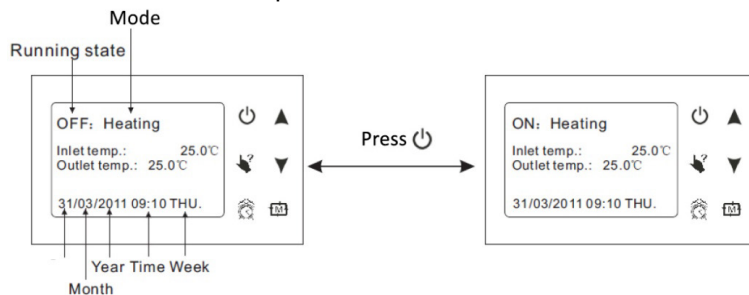 Mode
Running state
OFF: Heating
Inlet temp.: 25.0℃
Outlet temp.: 25.0℃
31/03/2011 09:10 THU.
Year Time Week
Month
Press
ON: Heating
Inlet temp.: 25.0℃
Outlet temp.: 25.0℃
31/03/2011 09:10 THU.
?
M
?
M